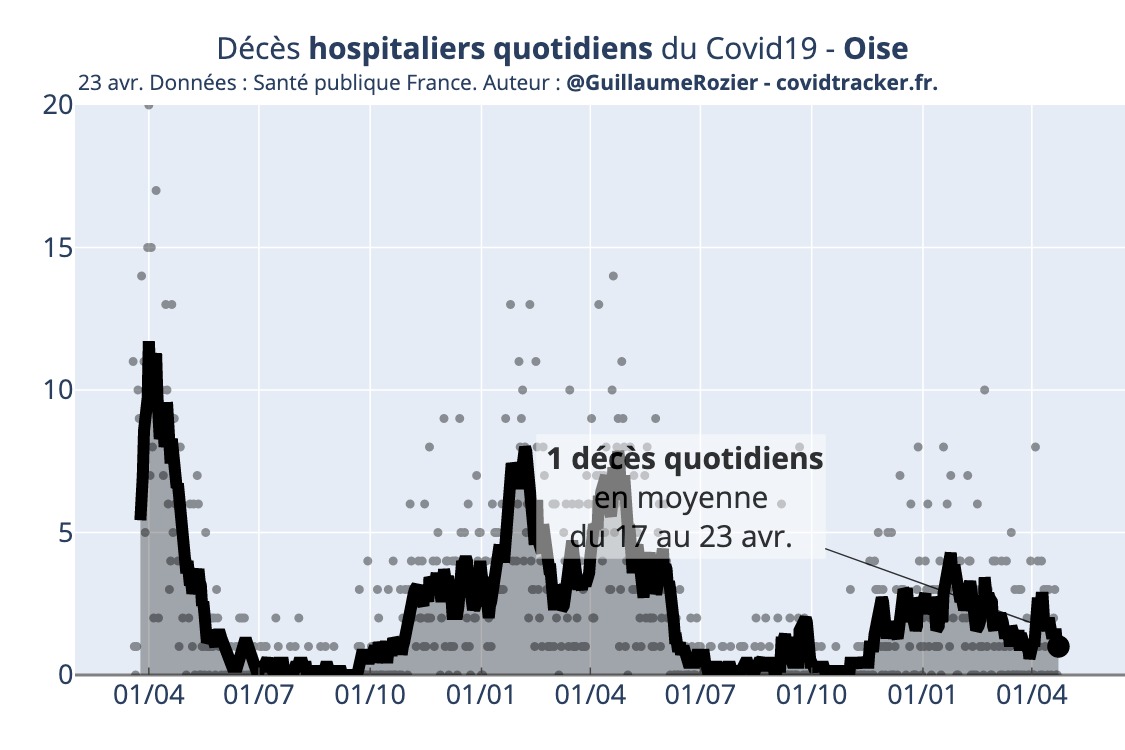 Décès hospitaliers quotidiens du Covid19 - Oise
23 avr. Données : Santé publique France. Auteur : @GuillaumeRozier - covidtracker.fr.
20
15
10
5
0
1 décès quotidiens
en moyenne
du 17 au 23 avr.
01/04 01/07 01/10 01/01 01/04 01/07 01/10 01/01 01/04